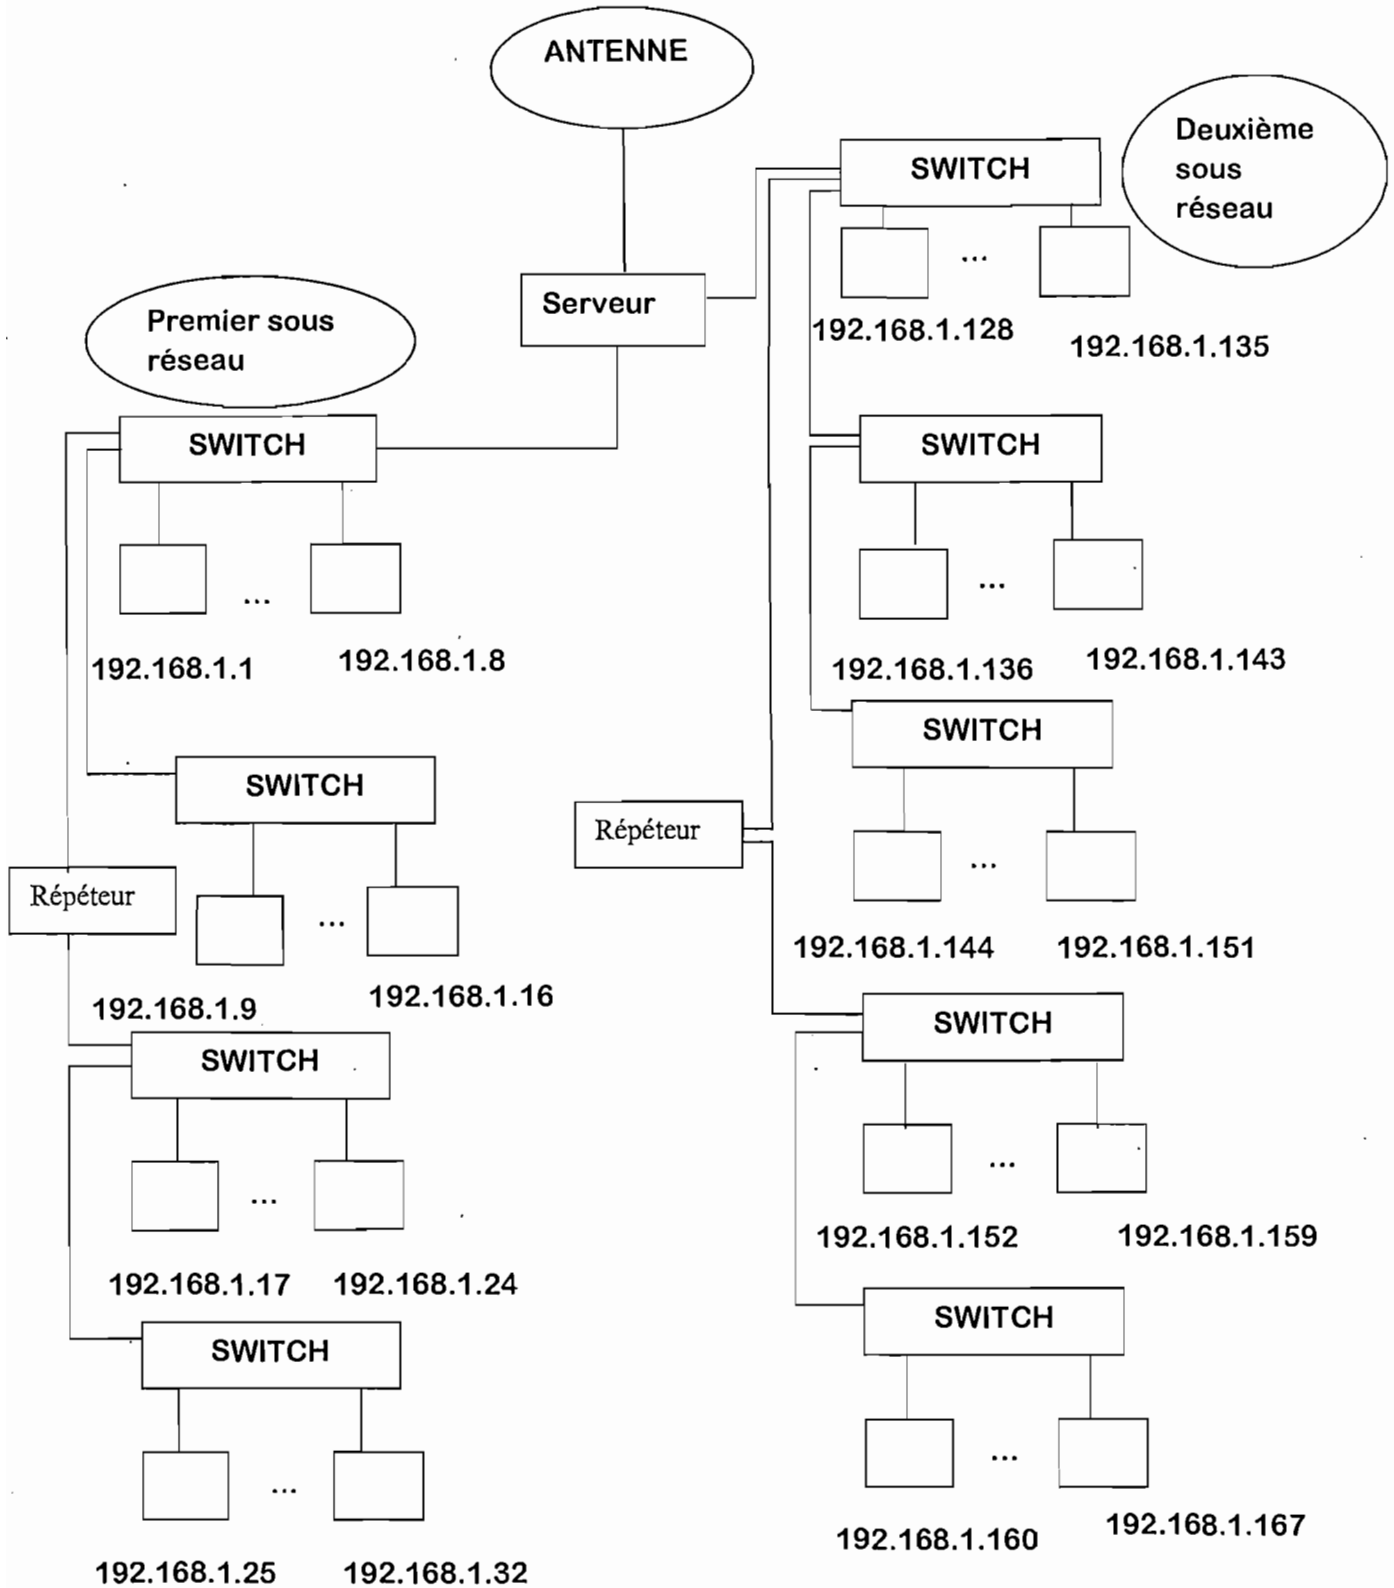 ANTENNE
Serveur
Premier sous
réseau
SWITCH
...
192.168.1.1
192.168.1.8
SWITCH
...
192.168.1.9
192.168.1.16
Répéteur
SWITCH
...
192.168.1.17
192.168.1.24
SWITCH
...
192.168.1.25
192.168.1.32
Deuxième
sous
réseau
SWITCH
...
192.168.1.128
192.168.1.135
SWITCH
...
192.168.1.136
192.168.1.143
SWITCH
...
192.168.1.144
192.168.1.151
Répéteur
SWITCH
...
192.168.1.152
192.168.1.159
SWITCH
...
192.168.1.160
192.168.1.167